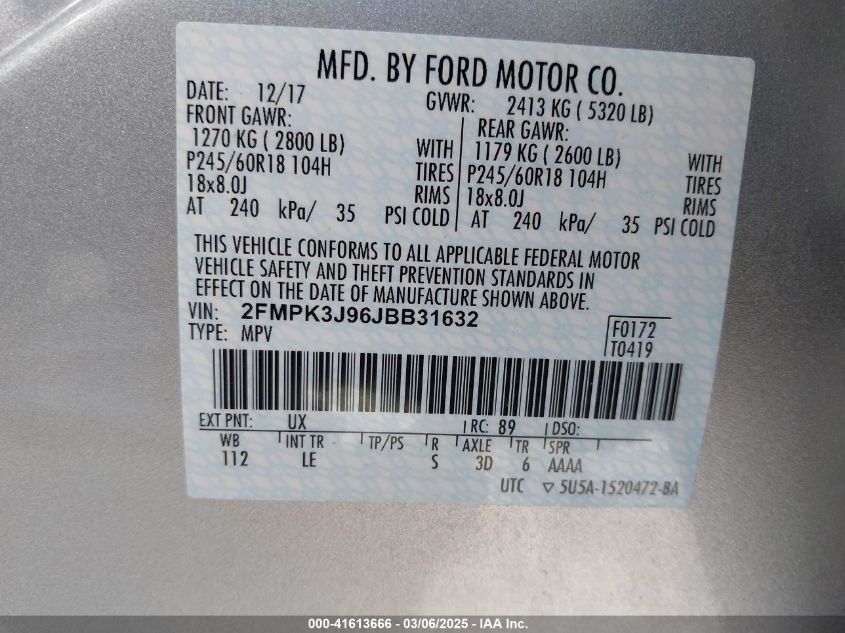 MFD. BY FORD MOTOR CO.
DATE: 12/17 GVWR: 2413 KG ( 5320 LB)
FRONT GAWR: REAR GAWR:
1270 KG ( 2800 LB) WITH 1179 KG ( 2600 LB) WITH
P245/60R18 104H TIRES P245/60R18 104H TIRES
18x8.0J RIMS 18x8.0J RIMS
AT 240 kPa/ 35 PSI COLD AT 240 kPa/ 35 PSI COLD
THIS VEHICLE CONFORMS TO ALL APPLICABLE FEDERAL MOTOR
VEHICLE SAFETY AND THEFT PREVENTION STANDARDS IN
EFFECT ON THE DATE OF MANUFACTURE SHOWN ABOVE.
VIN: 2FMPK3J96JBB31632
TYPE: MPV
F0172
T0419
EXT PNT: UX RC: 89 DSO:
WB INT TR TP/PS R AXLE TR SPR
112 LE S 3D 6 AAAA
UTC ▽ 5U5A-1520472-BA
000-41613666 - 03/06/2025 - IAA Inc.